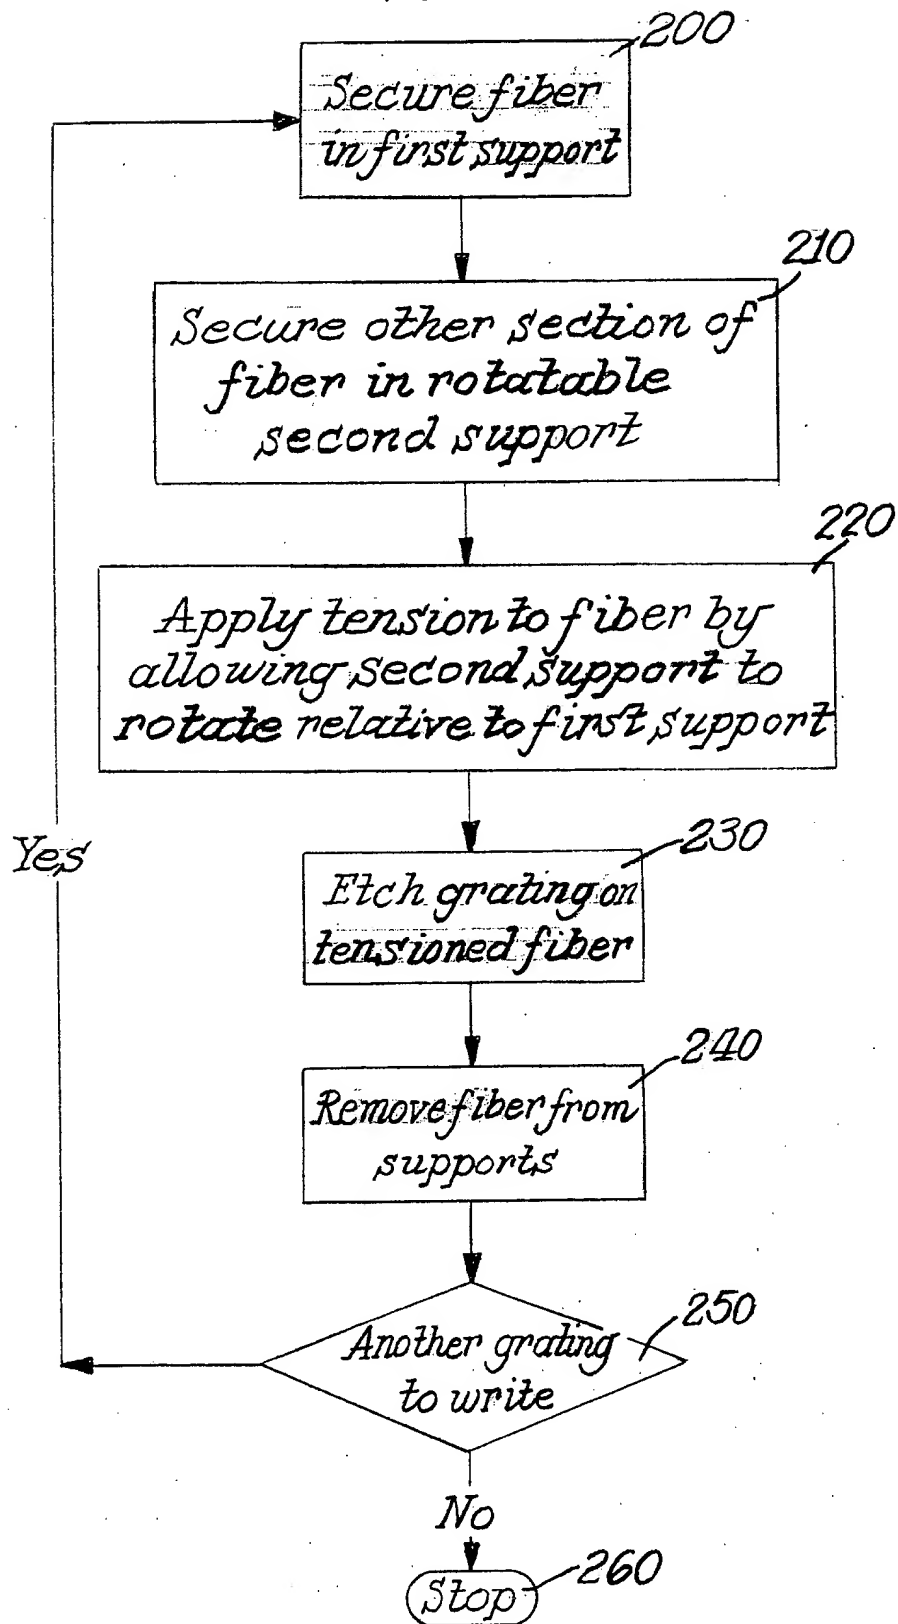 200
Secure fiber
in first support
210
Secure other section of
fiber in rotatable
second support
220
Apply tension to fiber by
allowing second support to
rotate relative to first support
230
Etch grating on
tensioned fiber
240
Remove fiber from
supports
250
Another grating
to write
Yes
No
260
Stop